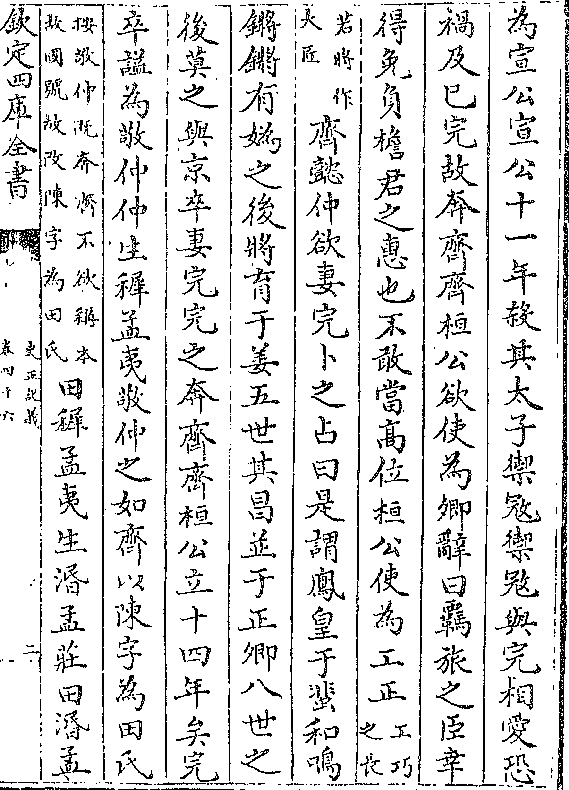 為宣公宣公十一年殺其太子禦冦禦冦與完相愛恐
禍及已完故奔齊齊桓公欲使為卿辭曰羇旅之臣幸
得免負檐君之惠也不敢當高位桓公使為工正工巧之長
若將作大匠齊懿仲欲妻完卜之占曰是謂鳳皇于蜚和鳴
鏘鏘有媯之後將育于姜五世其昌並于正卿八世之
後莫之與京卒妻完完之奔齊齊桓公立十四年矣完
卒諡為敬仲仲生穉孟夷敬仲之如齊以陳字為田氏
按敬仲既奔齊不欲稱本故國號故改陳字為田氏田穉孟夷生湣孟莊田湣孟
欽定四庫全書
史記正義
卷四十六
二